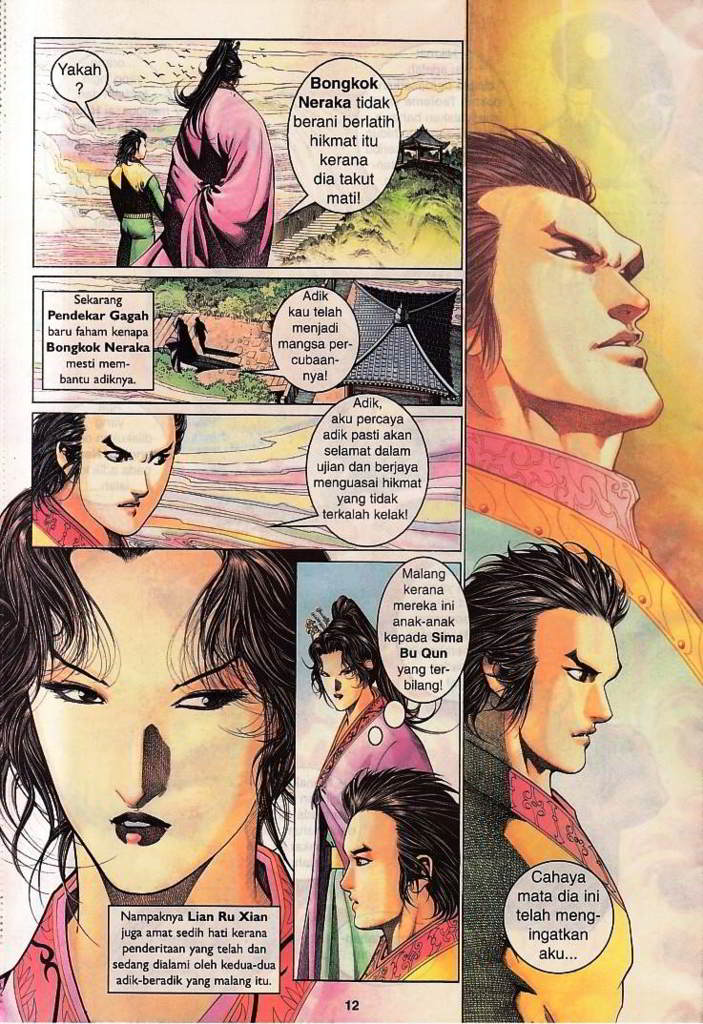 Yakah
?
Bongkok
Neraka tidak
berani berlatih
hikmat itu
kerana
dia takut
mati!
Sekarang
Pendekar Gagah
baru faham kenapa
Bongkok Neraka
mesti mem-
bantu adiknya.
Adik
kau telah
menjadi
mangsa per-
cubaan-
nya!
Adik,
aku percaya
adik pasti akan
selamat dalam
ujian dan berjaya
menguasai hikmat
yang tidak
terkalah kelak!
Malang
kerana
mereka ini
anak-anak
kepada Sima
Bu Qun
yang ter-
bilang!
Nampaknya Lian Ru Xian
juga amat sedih hati kerana
penderitaan yang telah dan
sedang dialami oleh kedua-dua
adik-beradik yang malang itu.
Cahaya
mata dia ini
telah meng-
ingatkan
aku...
12